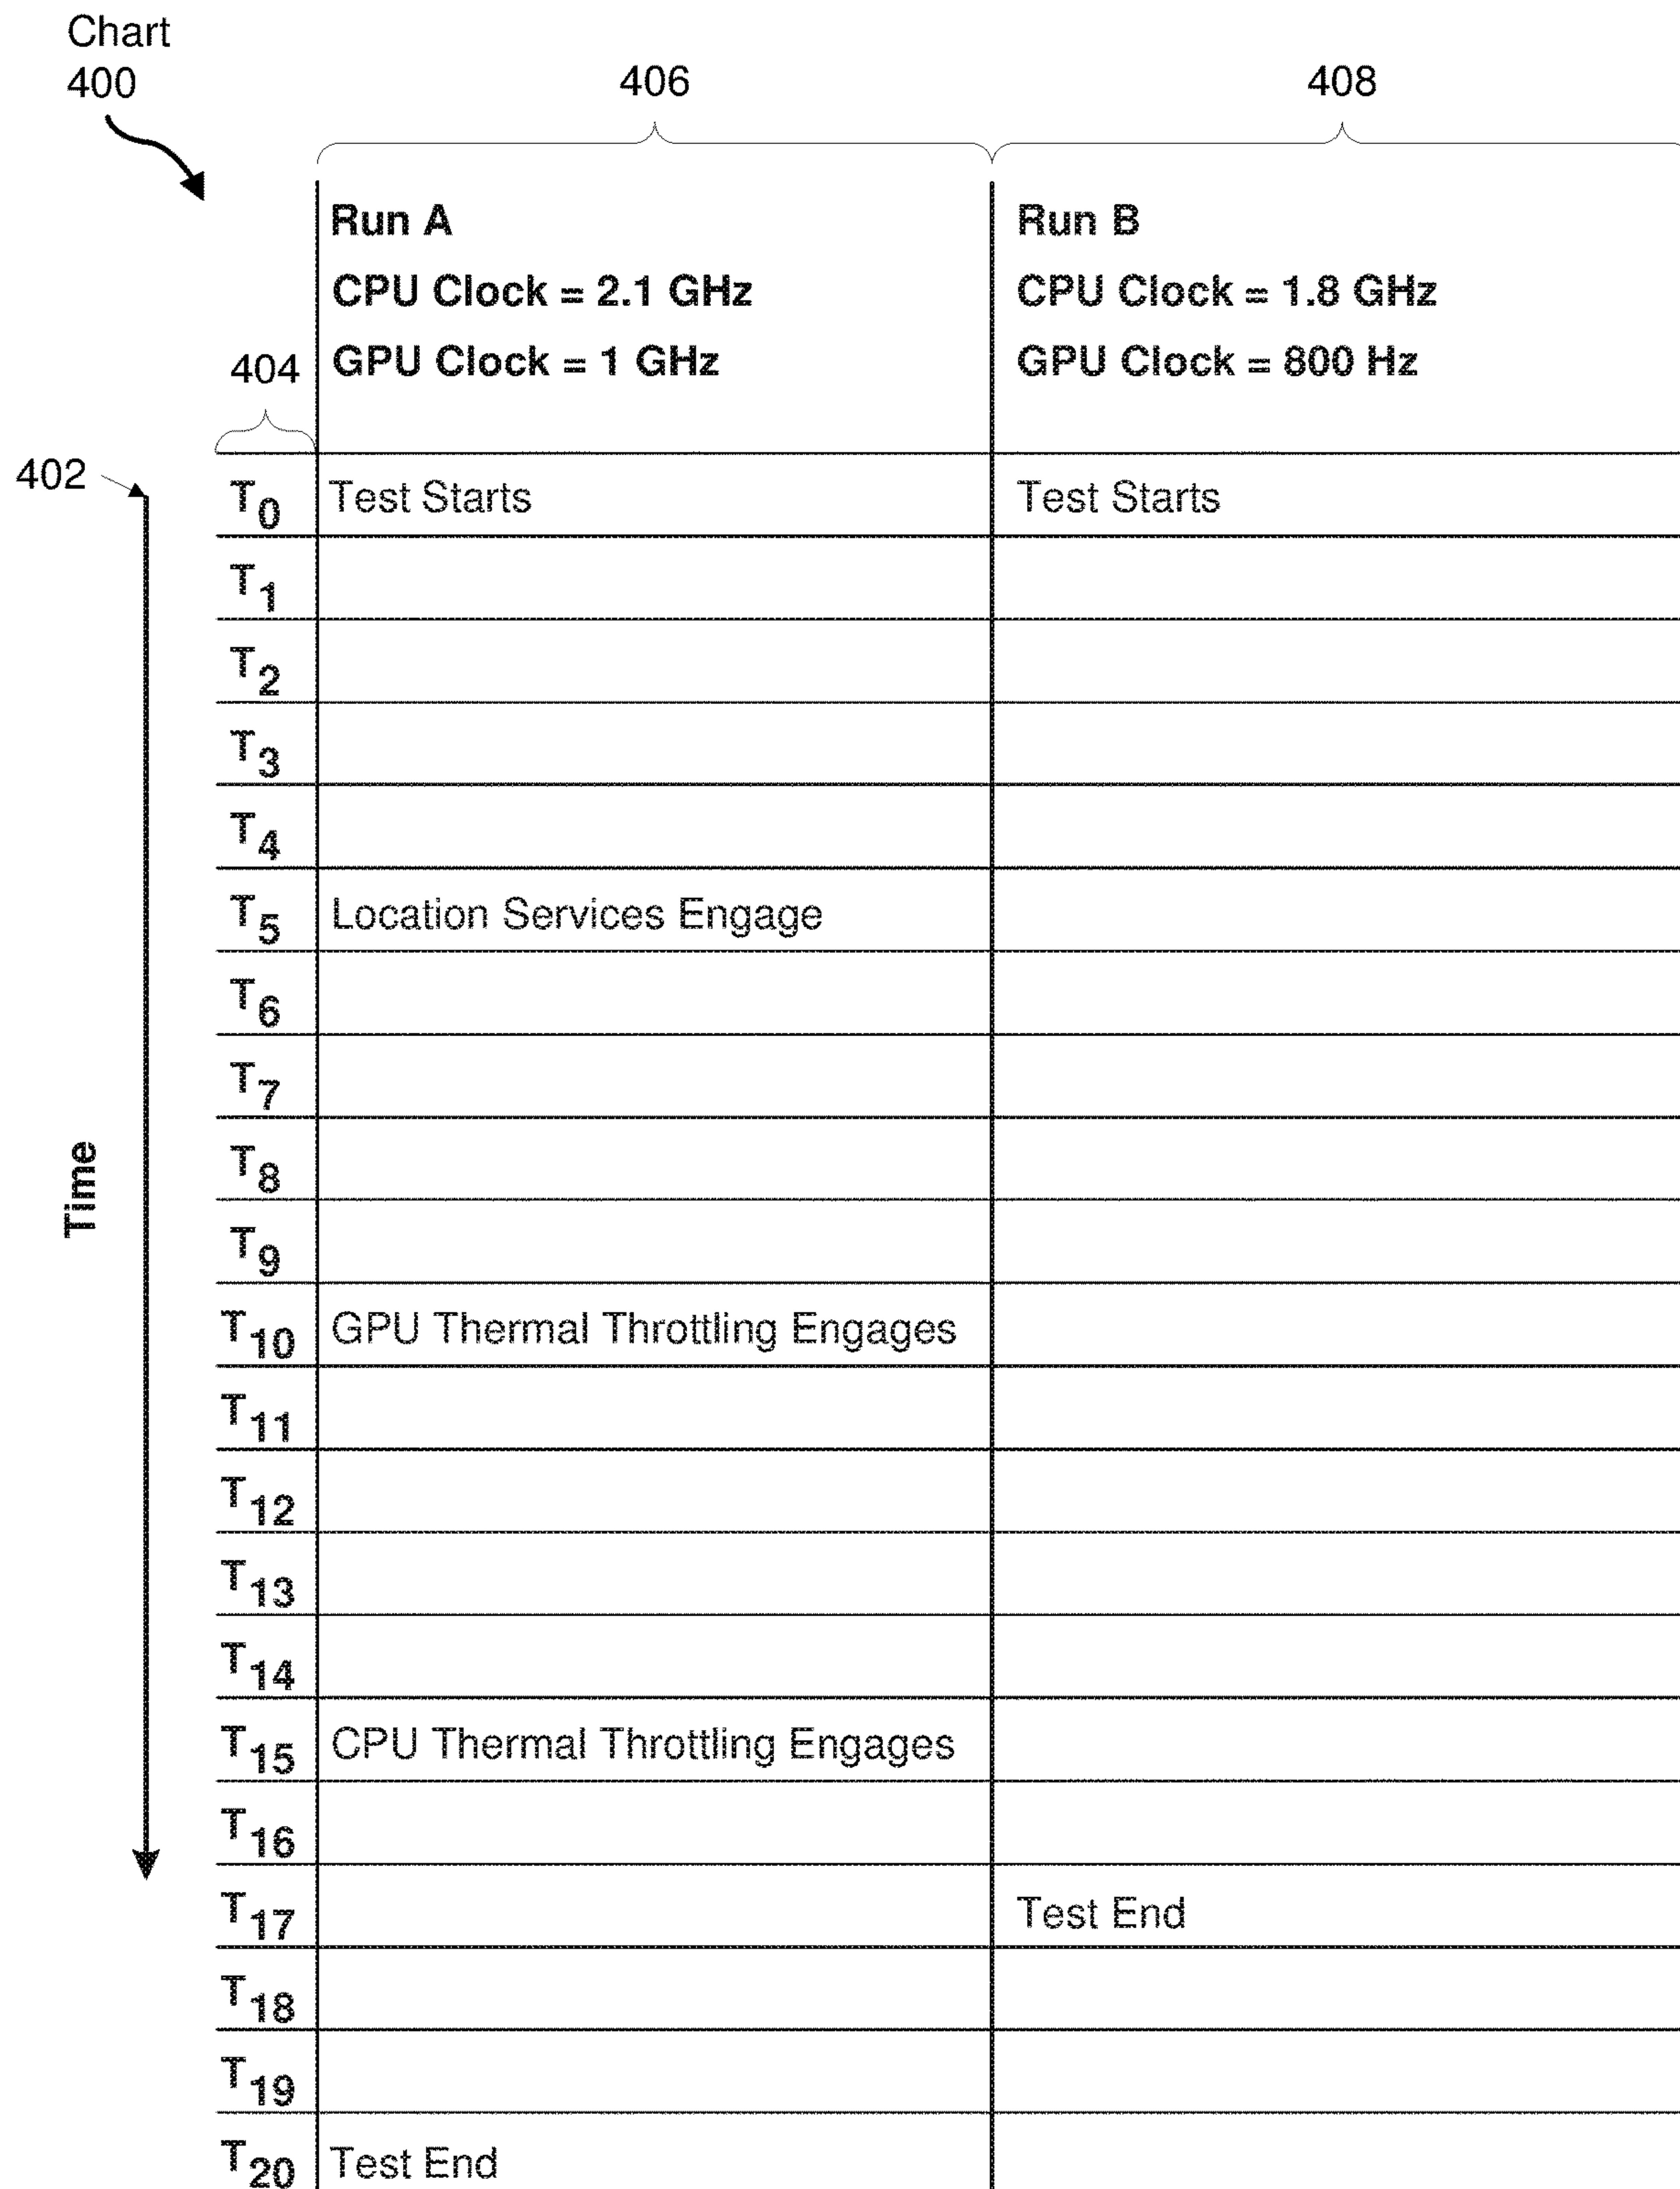 Chart
400
406
408
Run A
Run B
CPU Clock = 2.1 GHz
CPU Clock = 1.8 GHz
404
GPU Clock = 1 GHz
GPU Clock = 800 Hz
402
T0 Test Starts Test Starts
T1
T2
T3
T4
T5 Location Services Engage
T6
T7
T8
Time
T9
T10 GPU Thermal Throttling Engages
T11
T12
T13
T14
T15 CPU Thermal Throttling Engages
T16
T17 Test End
T18
T19
T20 Test End